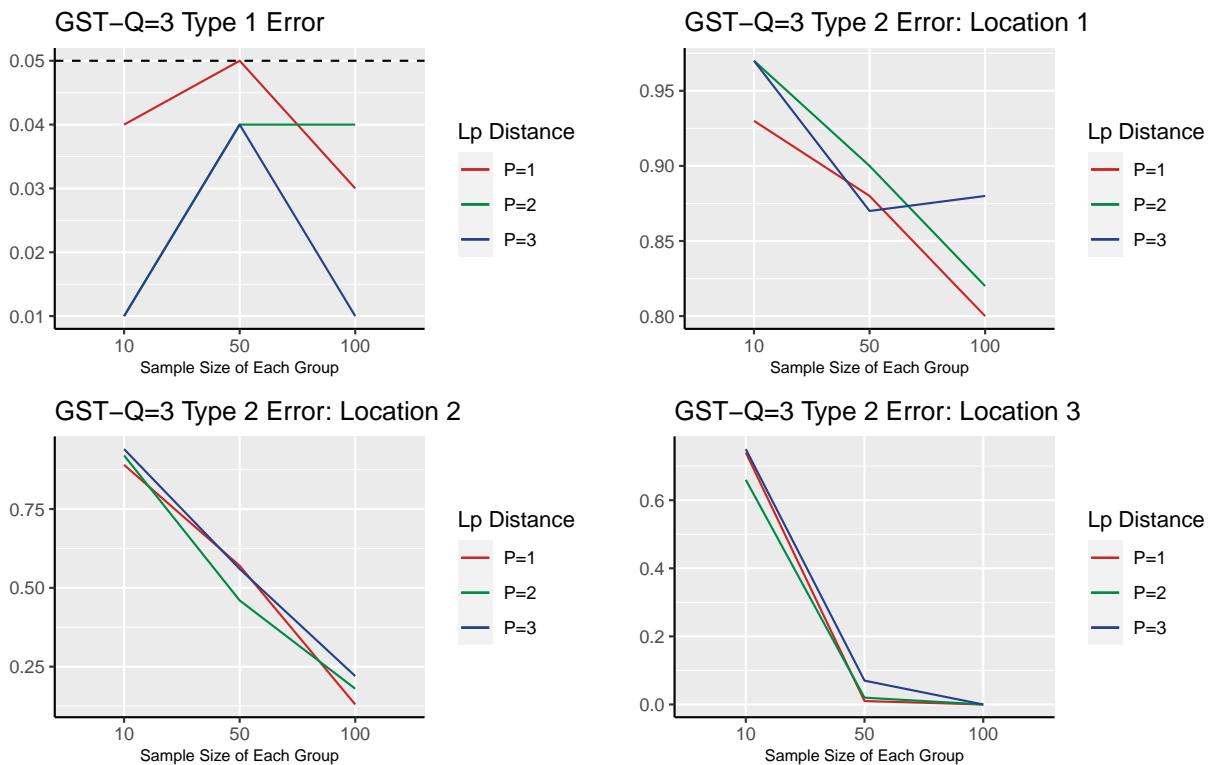 GST−Q=3 Type 1 Error
0.05
0.04
0.03
0.02
0.01
10 50 100
Sample Size of Each Group
Lp Distance
P=1
P=2
P=3
GST−Q=3 Type 2 Error: Location 1
0.95
0.90
0.85
0.80
10 50 100
Sample Size of Each Group
Lp Distance
P=1
P=2
P=3
GST−Q=3 Type 2 Error: Location 2
0.75
0.50
0.25
10 50 100
Sample Size of Each Group
Lp Distance
P=1
P=2
P=3
GST−Q=3 Type 2 Error: Location 3
0.6
0.4
0.2
0.0
10 50 100
Sample Size of Each Group
Lp Distance
P=1
P=2
P=3